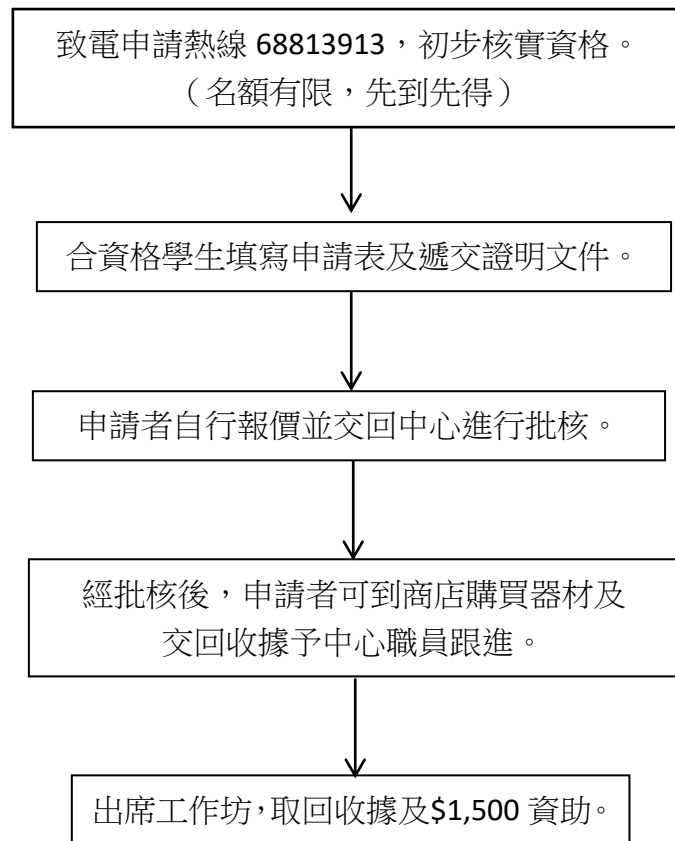 致電申請熱線 68813913，初步核實資格。
（名額有限，先到先得）
合資格學生填寫申請表及遞交證明文件。
申請者自行報價並交回中心進行批核。
經批核後，申請者可到商店購買器材及
交回收據予中心職員跟進。
出席工作坊，取回收據及$1,500 資助。